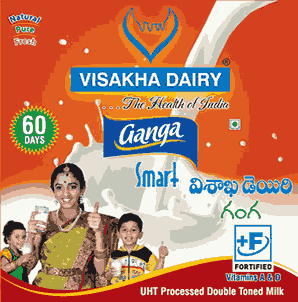 Natural
Pure
Fresh
VISAKHA DAIRY
®
...The Health of India
60
DAYS
Ganga
Smart
విశాఖ డెయిరి
గంగ
+F
FORTIFIED
Vitamins A & D
UHT Processed Double Toned Milk